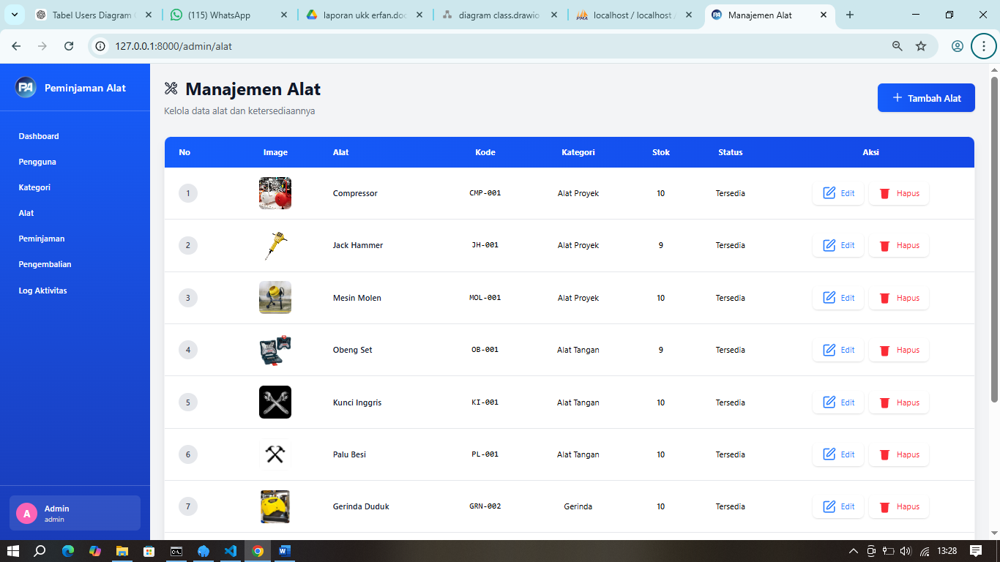 Tabel Users Diagram
(115) WhatsApp
laporan ukk erfan.doc
diagram class.drawio
localhost / localhost /
Manajemen Alat
127.0.0.1:8000/admin/alat
PA Peminjaman Alat
Dashboard
Pengguna
Kategori
Alat
Peminjaman
Pengembalian
Log Aktivitas
A
Admin
admin
Manajemen Alat
Kelola data alat dan ketersediaannya
+ Tambah Alat
No Image Alat Kode Kategori Stok Status Aksi
1 Compressor CMP-001 Alat Proyek 10 Tersedia Edit Hapus
2 Jack Hammer JH-001 Alat Proyek 9 Tersedia Edit Hapus
3 Mesin Molen MOL-001 Alat Proyek 10 Tersedia Edit Hapus
4 Obeng Set OB-001 Alat Tangan 9 Tersedia Edit Hapus
5 Kunci Inggris KI-001 Alat Tangan 10 Tersedia Edit Hapus
6 Palu Besi PL-001 Alat Tangan 10 Tersedia Edit Hapus
7 Gerinda Duduk GRN-002 Gerinda 10 Tersedia Edit Hapus
13:28